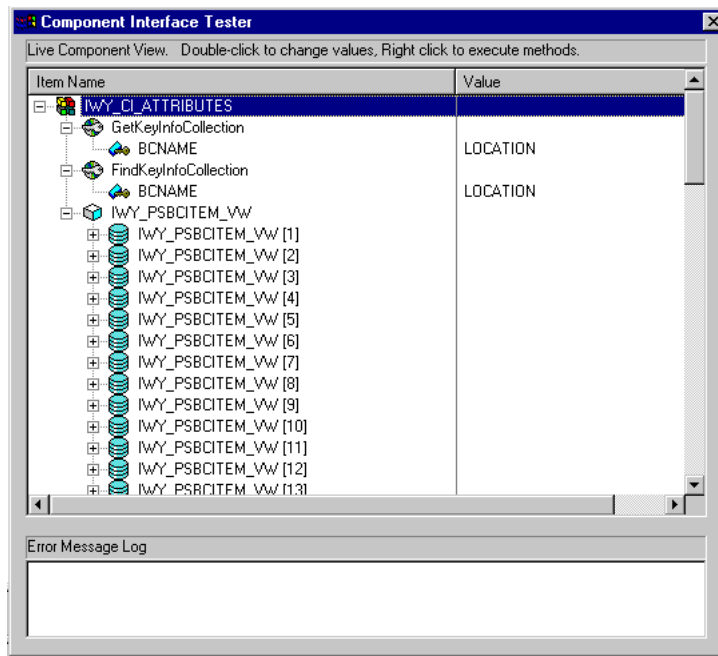 Component Interface Tester
Live Component View. Double-click to change values, Right click to execute methods.
Item Name Value
IWY_CI_ATTRIBUTES
GetKeyInfoCollection
BCNAME LOCATION
FindKeyInfoCollection
BCNAME LOCATION
IWY_PSBCITEM_VW
IWY_PSBCITEM_VW [1]
IWY_PSBCITEM_VW [2]
IWY_PSBCITEM_VW [3]
IWY_PSBCITEM_VW [4]
IWY_PSBCITEM_VW [5]
IWY_PSBCITEM_VW [6]
IWY_PSBCITEM_VW [7]
IWY_PSBCITEM_VW [8]
IWY_PSBCITEM_VW [9]
IWY_PSBCITEM_VW [10]
IWY_PSBCITEM_VW [11]
IWY_PSBCITEM_VW [12]
IWY_PSBCITEM_VW [13]
Error Message Log